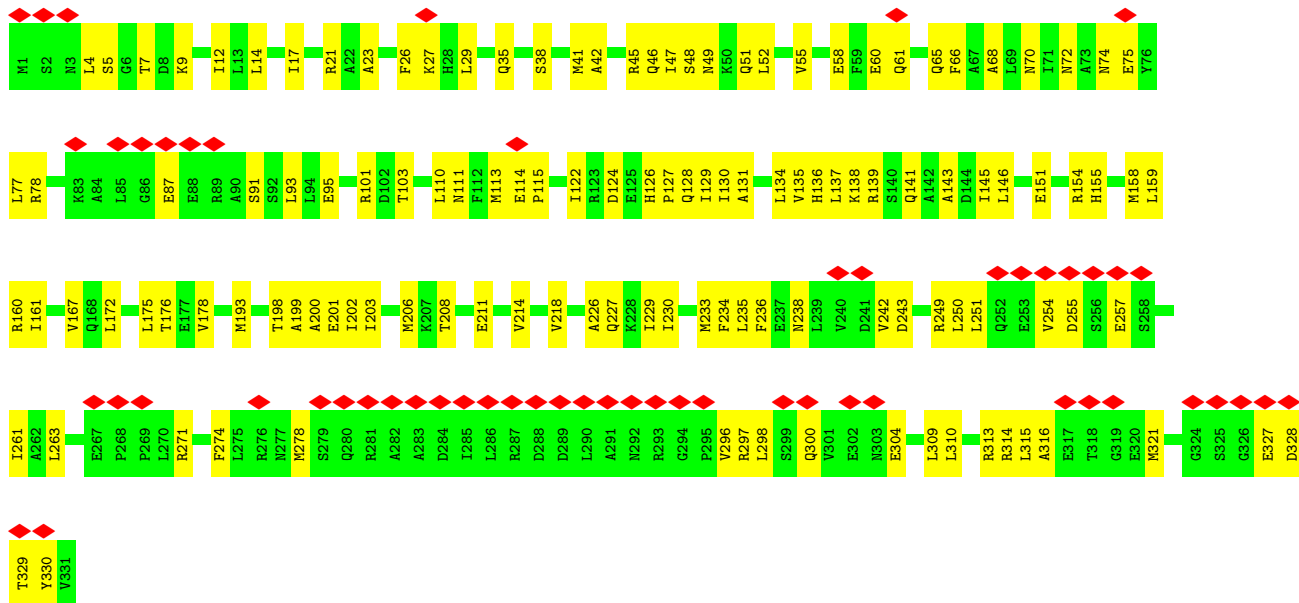 M1 S2 N3 L4 S5 G6 T7 D8 K9 I12 L13 L14 I17 R21 A22 A23 F26 K27 H28 L29 Q35 S38 M41 A42 R45 Q46 I47 S48 N49 K50 Q51 L52 V55 E58 F59 E60 Q61 Q65 F66 A67 A68 L69 N70 I71 N72 A73 N74 E75 Y76
L77 R78 K83 A84 L85 G86 E87 E88 R89 A90 S91 S92 L93 L94 E95 R101 D102 T103 L110 N111 F112 M113 E114 P115 I122 R123 D124 E125 H126 P127 Q128 I129 I130 A131 L134 V135 H136 L137 K138 R139 S140 Q141 A142 A143 D144 I145 L146 E151 R154 H155 M158 L159
R160 I161 V167 Q168 L172 L175 T176 E177 V178 M193 T198 A199 A200 E201 I202 I203 M206 K207 T208 E211 V214 V218 A226 Q227 K228 I229 I230 M233 F234 L235 F236 E237 N238 L239 V240 D241 V242 D243 R249 L250 L251 Q252 E253 V254 D255 S256 E257 S258
I261 A262 L263 E267 P268 P269 L270 R271 F274 L275 R276 N277 M278 S279 Q280 R281 A282 A283 D284 I285 L286 R287 D288 D289 L290 A291 N292 R293 G294 P295 V296 R297 L298 S299 Q300 V301 E302 N303 E304 L309 L310 R313 R314 L315 A316 E317 T318 G319 E320 M321 G324 S325 G326 E327 D328
T329 Y330 V331